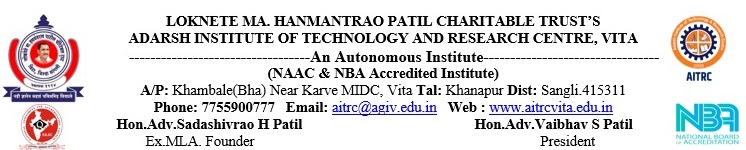 LOKNETE MA. HANMANTRAO PATIL CHARITABLE TRUST'S
ADARSH INSTITUTE OF TECHNOLOGY AND RESEARCH CENTRE, VITA
-----------------------------------An Autonomous Institute----------------------------------
(NAAC & NBA Accredited Institute)
A/P: Khambale(Bha) Near Karve MIDC, Vita Tal: Khanapur Dist: Sangli.415311
Phone: 7755900777 Email: aitrc@agiv.edu.in Web : www.aitrcvita.edu.in
Hon.Adv.Sadashivrao H Patil Hon.Adv.Vaibhav S Patil
Ex.MLA. Founder President
AITRC
NBA
NATIONAL BOARD
OF ACCREDITATION